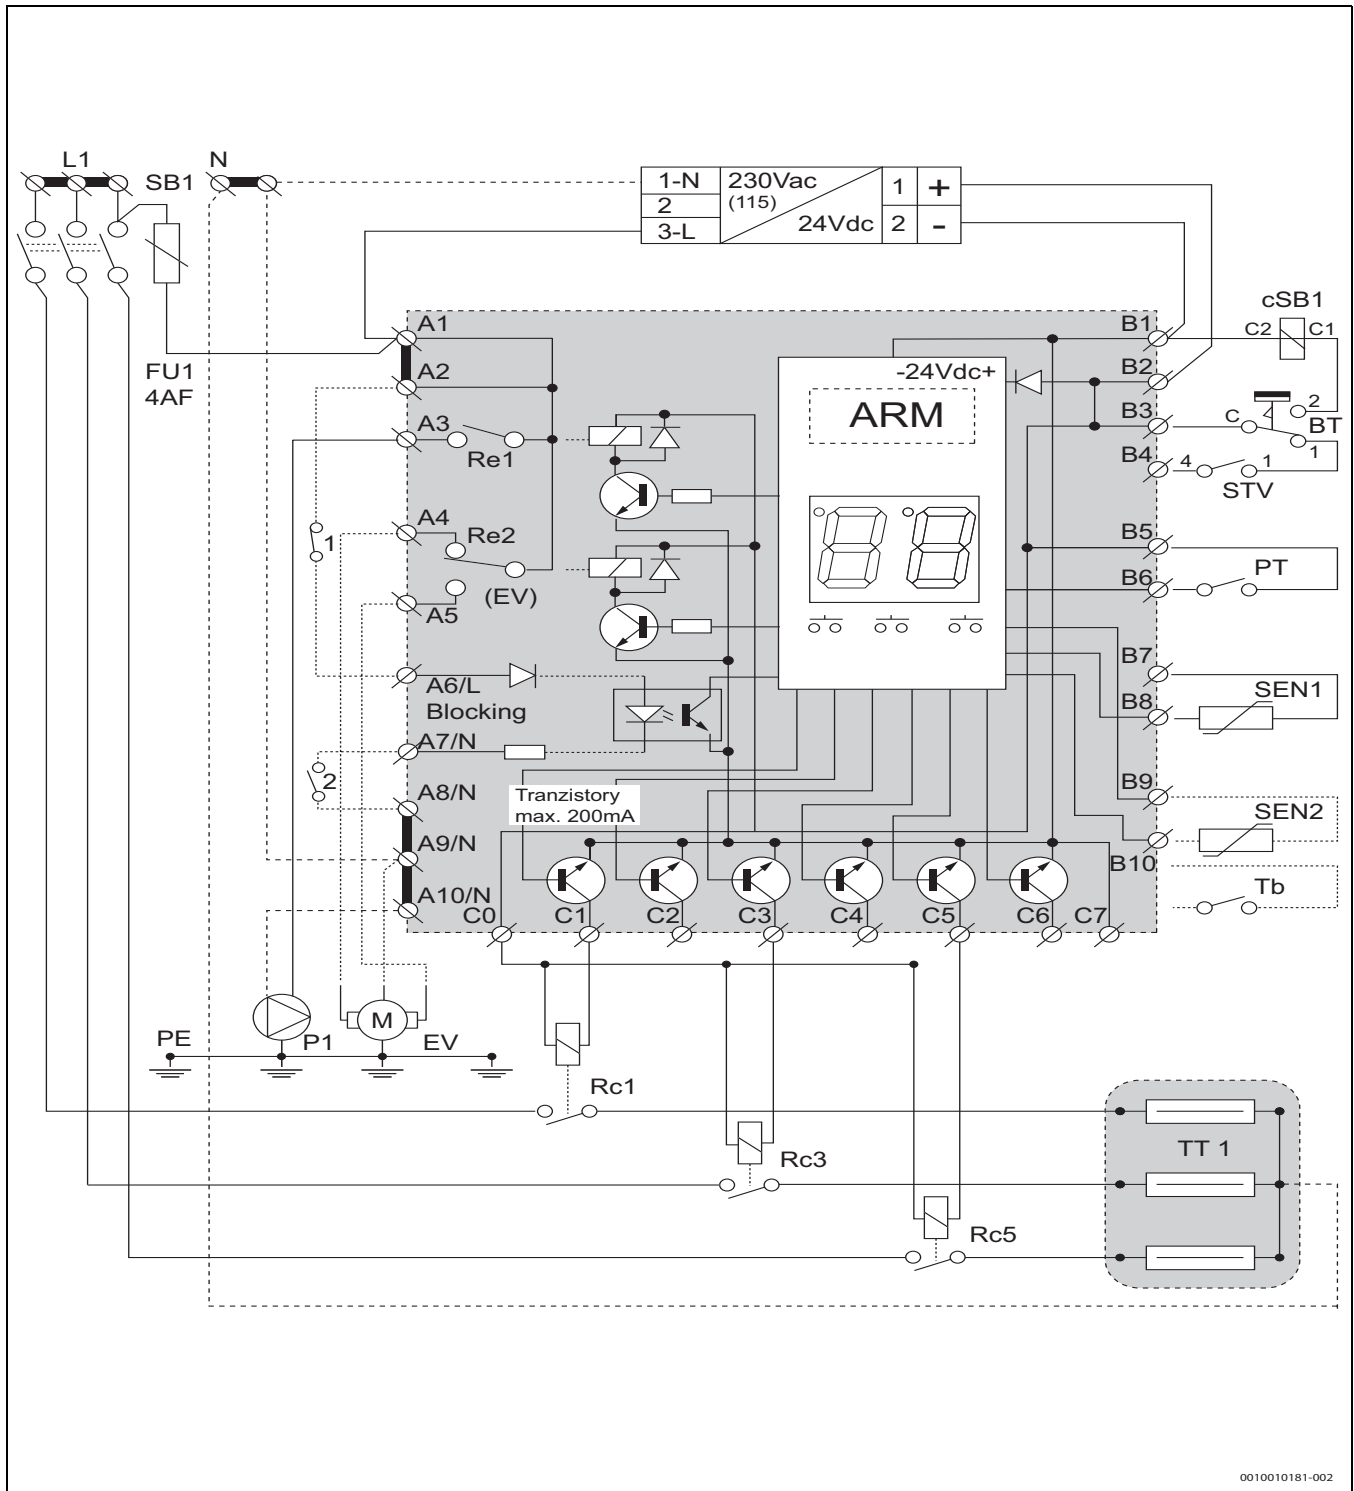 L1
SB1
N
1-N
230Vac
1
+
2
(115)
3-L
24Vdc
2
-
cSB1
C2
C1
A1
B1
FU1
4AF
A2
-24Vdc+
B2
2
A3
ARM
B3
C
BT
1
Re1
B4
4
1
STV
A4
Re2
B5
1
PT
(EV)
B6
A5
A6/L
B7
Blocking
SEN1
B8
A7/N
2
A8/N
Tranzistory
max. 200mA
B9
SEN2
A9/N
B10
A10/N
Tb
C0
C1
C2
C3
C4
C5
C6
C7
M
PE
P1
EV
Rc1
Rc3
TT 1
Rc5
0010010181-002